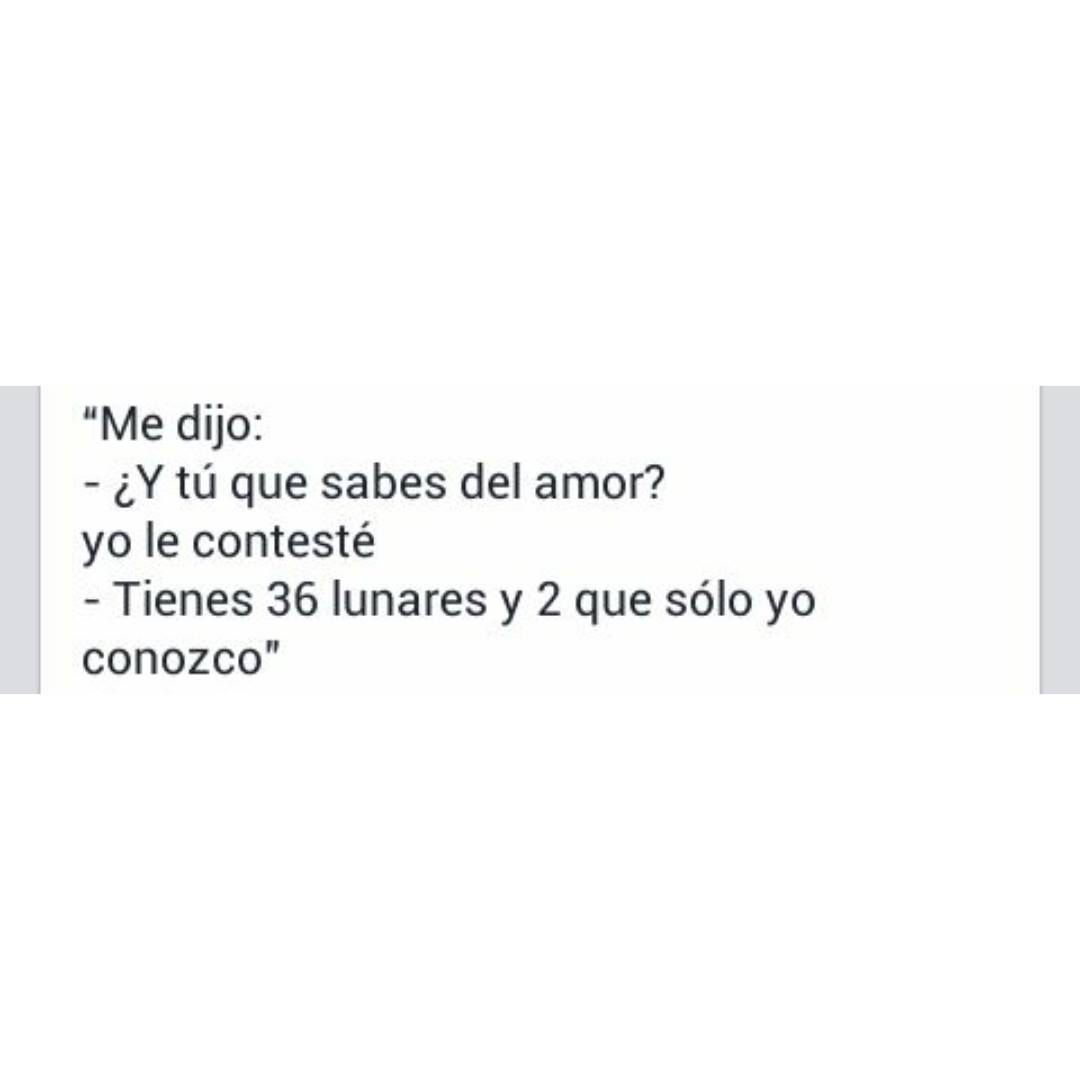 “Me dijo:
- ¿Y tú que sabes del amor?
yo le contesté
- Tienes 36 lunares y 2 que sólo yo
conozco”